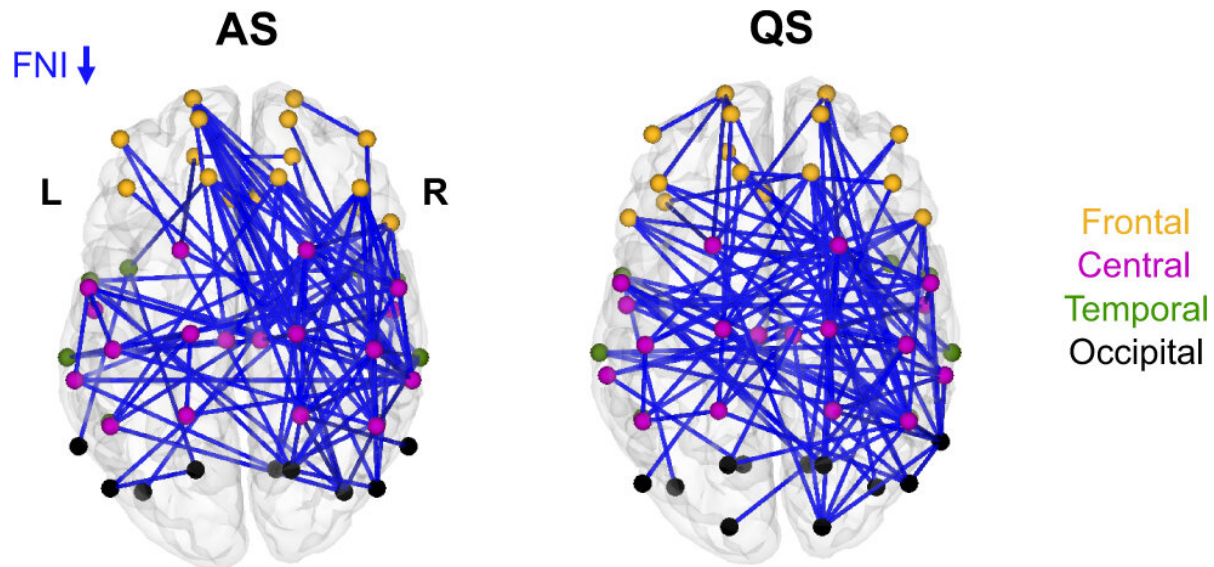 AS
QS
FNI
L
R
Frontal
Central
Temporal
Occipital